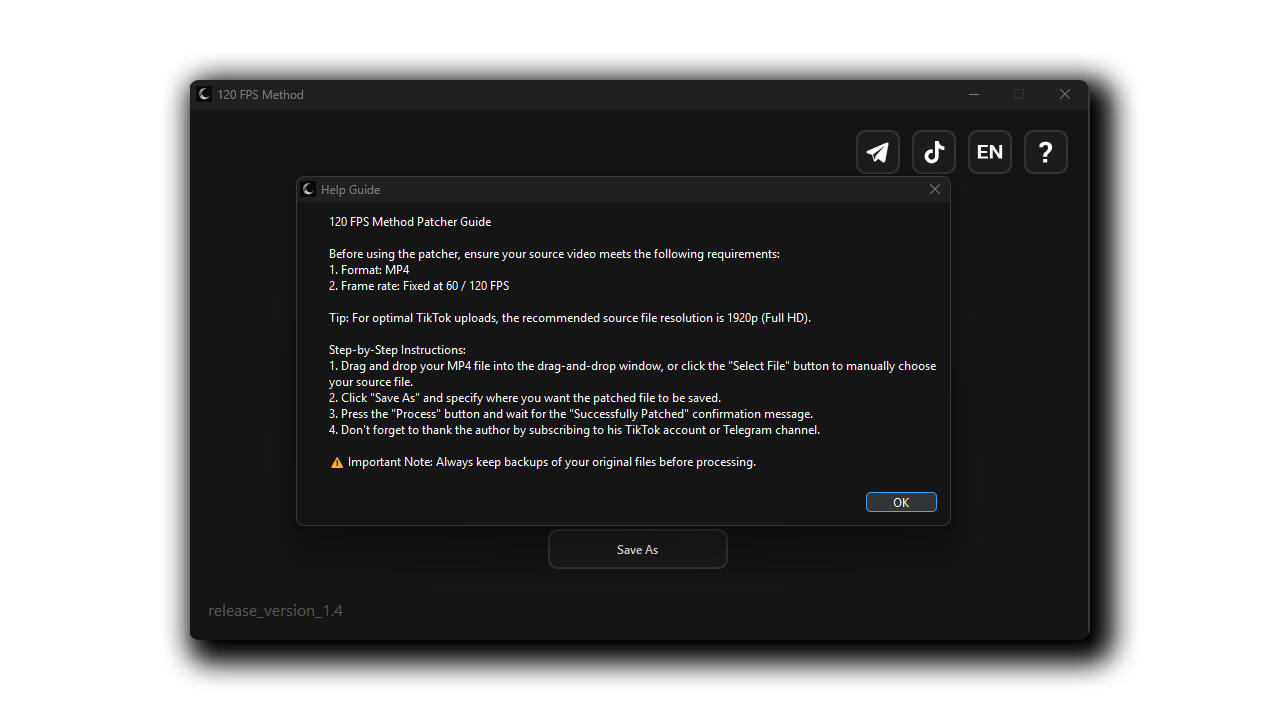 120 FPS Method
EN
?
Help Guide
120 FPS Method Patcher Guide
Before using the patcher, ensure your source video meets the following requirements:
1. Format: MP4
2. Frame rate: Fixed at 60 / 120 FPS
Tip: For optimal TikTok uploads, the recommended source file resolution is 1920p (Full HD).
Step-by-Step Instructions:
1. Drag and drop your MP4 file into the drag-and-drop window, or click the "Select File" button to manually choose
your source file.
2. Click "Save As" and specify where you want the patched file to be saved.
3. Press the "Process" button and wait for the "Successfully Patched" confirmation message.
4. Don't forget to thank the author by subscribing to his TikTok account or Telegram channel.
⚠ Important Note: Always keep backups of your original files before processing.
OK
Save As
release_version_1.4